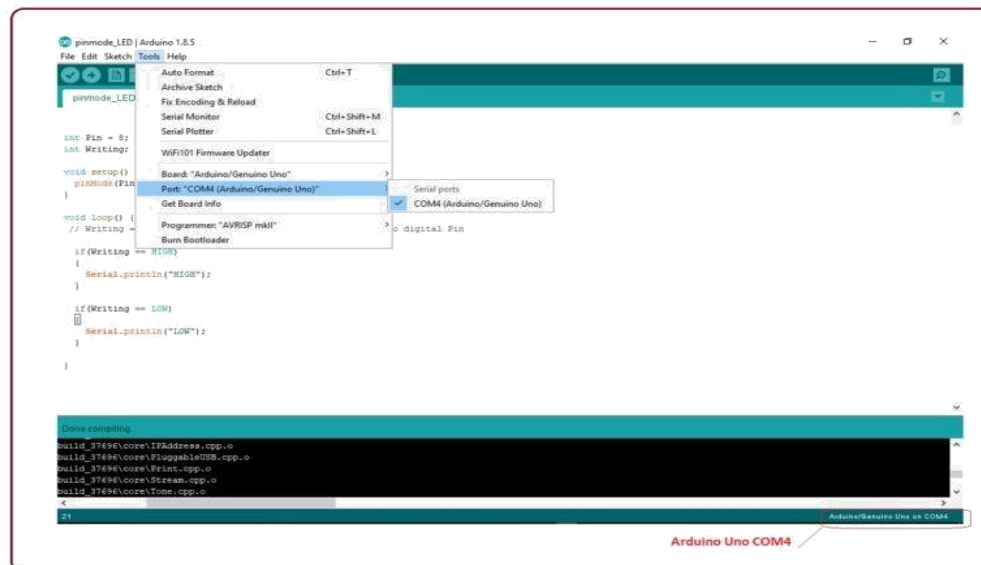 pinmode_LED | Arduino 1.8.5
File Edit Sketch Tools Help
pinmode_LED
Auto Format Ctrl+T
Archive Sketch
Fix Encoding & Reload
Serial Monitor Ctrl+Shift+M
Serial Plotter Ctrl+Shift+L
WiFi101 Firmware Updater
Board: "Arduino/Genuino Uno"
Port: "COM4 (Arduino/Genuino Uno)"
Get Board Info
Programmer: "AVRISP mkII"
Burn Bootloader
Serial ports
COM4 (Arduino/Genuino Uno)
int Pin = 8;
int Writing;
void setup()
pinMode(Pin
}
void loop() {
// Writing = o digital Pin
if(Writing == HIGH)
{
Serial.println("HIGH");
}
if(Writing == LOW)
{
Serial.println("LOW");
}
}
Done compiling.
build_37696\core\IPAddress.cpp.o
build_37696\core\PluggableUSB.cpp.o
build_37696\core\Print.cpp.o
build_37696\core\Stream.cpp.o
build_37696\core\Tone.cpp.o
21 Arduino/Genuino Uno on COM4
Arduino Uno COM4